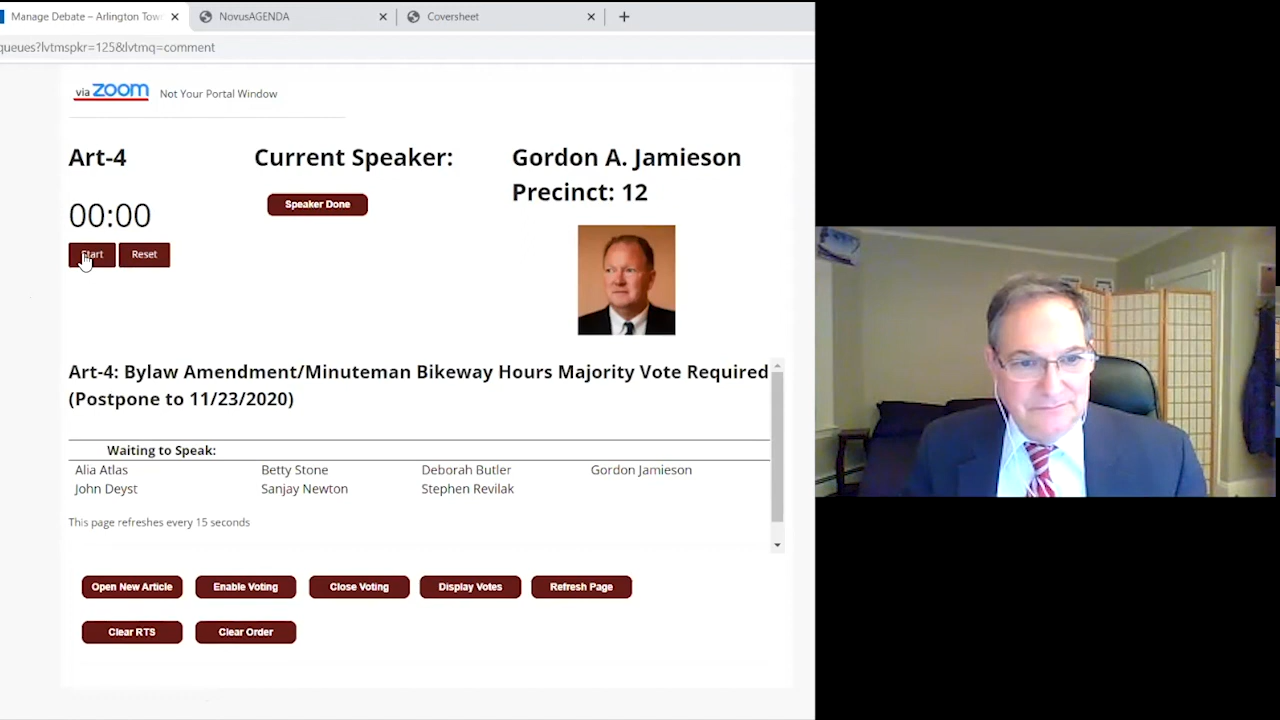 Manage Debate – Arlington Tow
NovusAGENDA
Coversheet
queues?lvtmspkr=125&lvtmq=comment
via zoom
Not Your Portal Window
Art-4
Current Speaker:
Gordon A. Jamieson
Precinct: 12
00:00
Speaker Done
Start
Reset
Art-4: Bylaw Amendment/Minuteman Bikeway Hours Majority Vote Required
(Postpone to 11/23/2020)
Waiting to Speak:
Alia Atlas Betty Stone Deborah Butler Gordon Jamieson
John Deyst Sanjay Newton Stephen Revilak
This page refreshes every 15 seconds
Open New Article Enable Voting Close Voting Display Votes Refresh Page
Clear RTS Clear Order